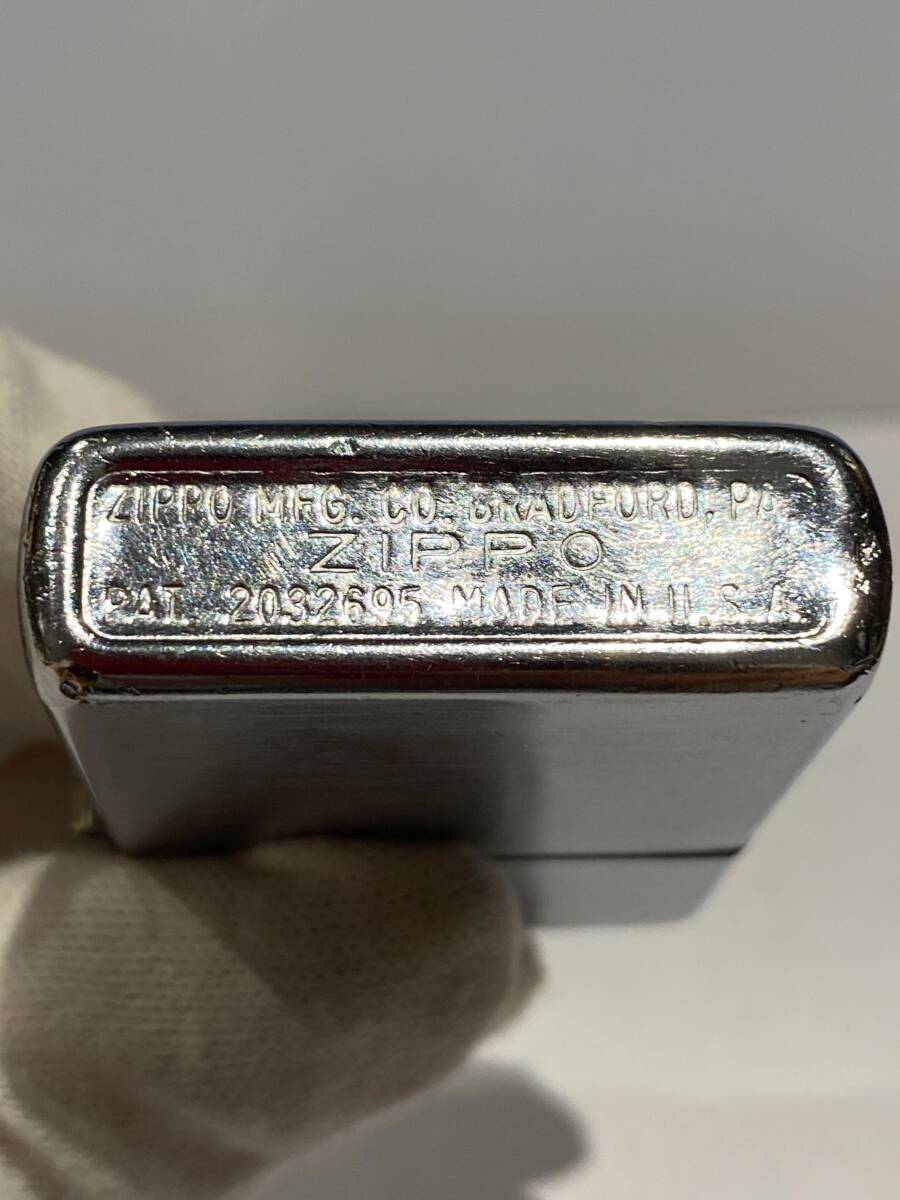 ZIPPO MFG. CO. BRADFORD, PA.
ZIPPO
PAT. 2032695 MADE IN U.S.A.